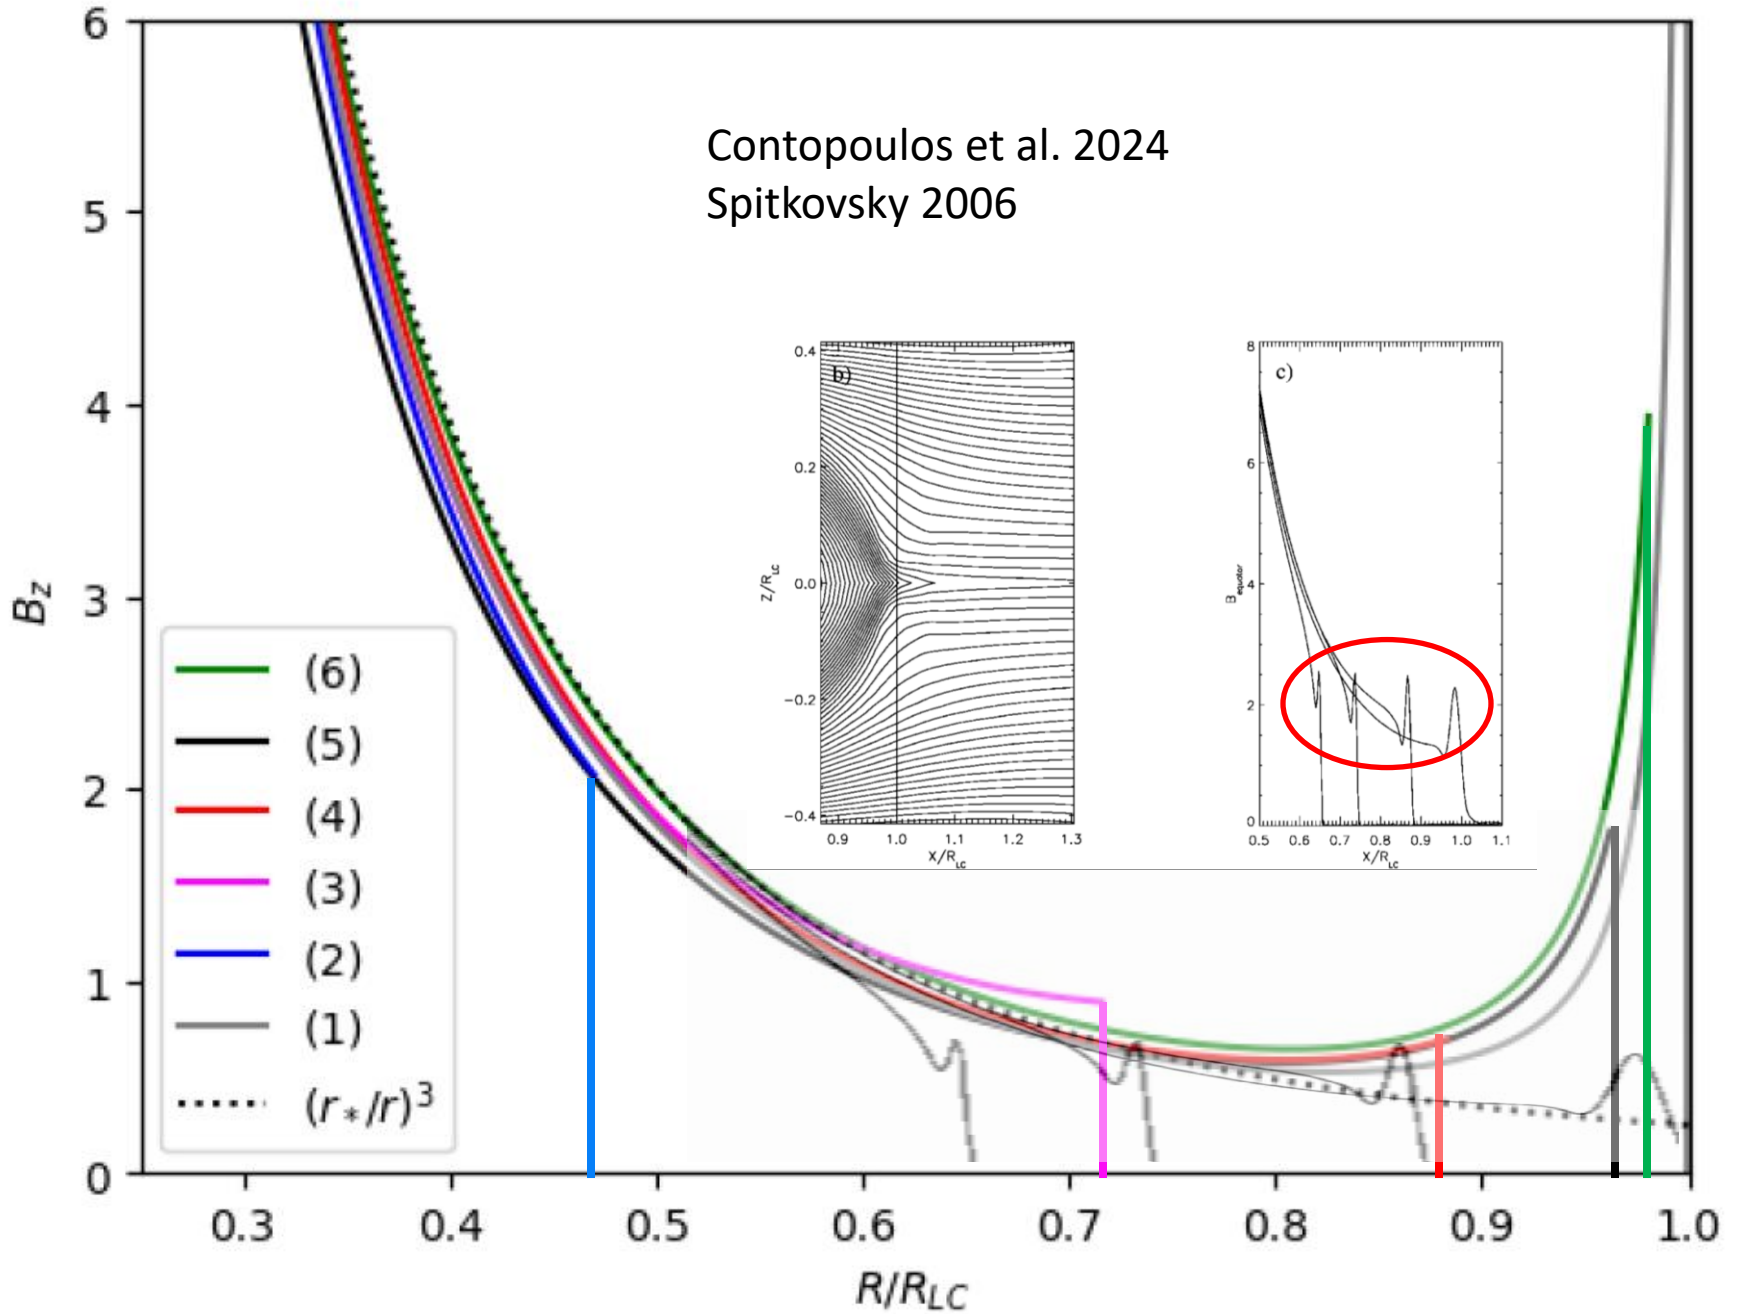 6
5
4
3
2
1
0
B_z
Contopoulos et al. 2024
Spitkovsky 2006
(6)
(5)
(4)
(3)
(2)
(1)
(r_*/r)^3
b)
0.4
0.2
0.0
-0.2
-0.4
Z/R_LC
0.9 1.0 1.1 1.2 1.3
X/R_LC
c)
8
6
4
2
0
B_equator
0.5 0.6 0.7 0.8 0.9 1.0 1.1
X/R_LC
0.3 0.4 0.5 0.6 0.7 0.8 0.9 1.0
R/R_LC